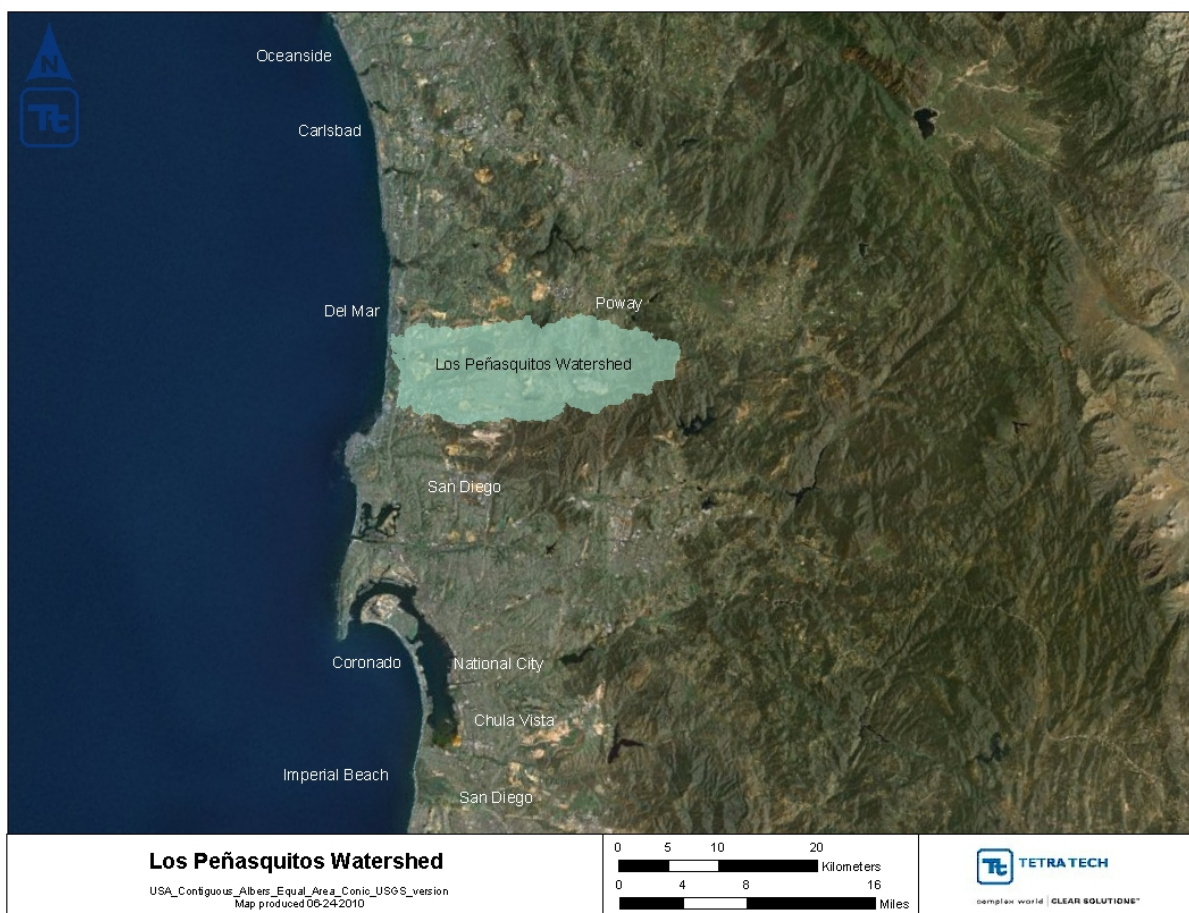 N
Tt
Oceanside
Carlsbad
Del Mar
Poway
Los Peñasquitos Watershed
San Diego
Coronado
National City
Chula Vista
Imperial Beach
San Diego
Los Peñasquitos Watershed
USA_Contiguous_Albers_Equal_Area_Conic_USGS_version
Map produced 06-24-2010
0 5 10 20
Kilometers
0 4 8 16
Miles
Tt TETRA TECH
complex world | CLEAR SOLUTIONS™